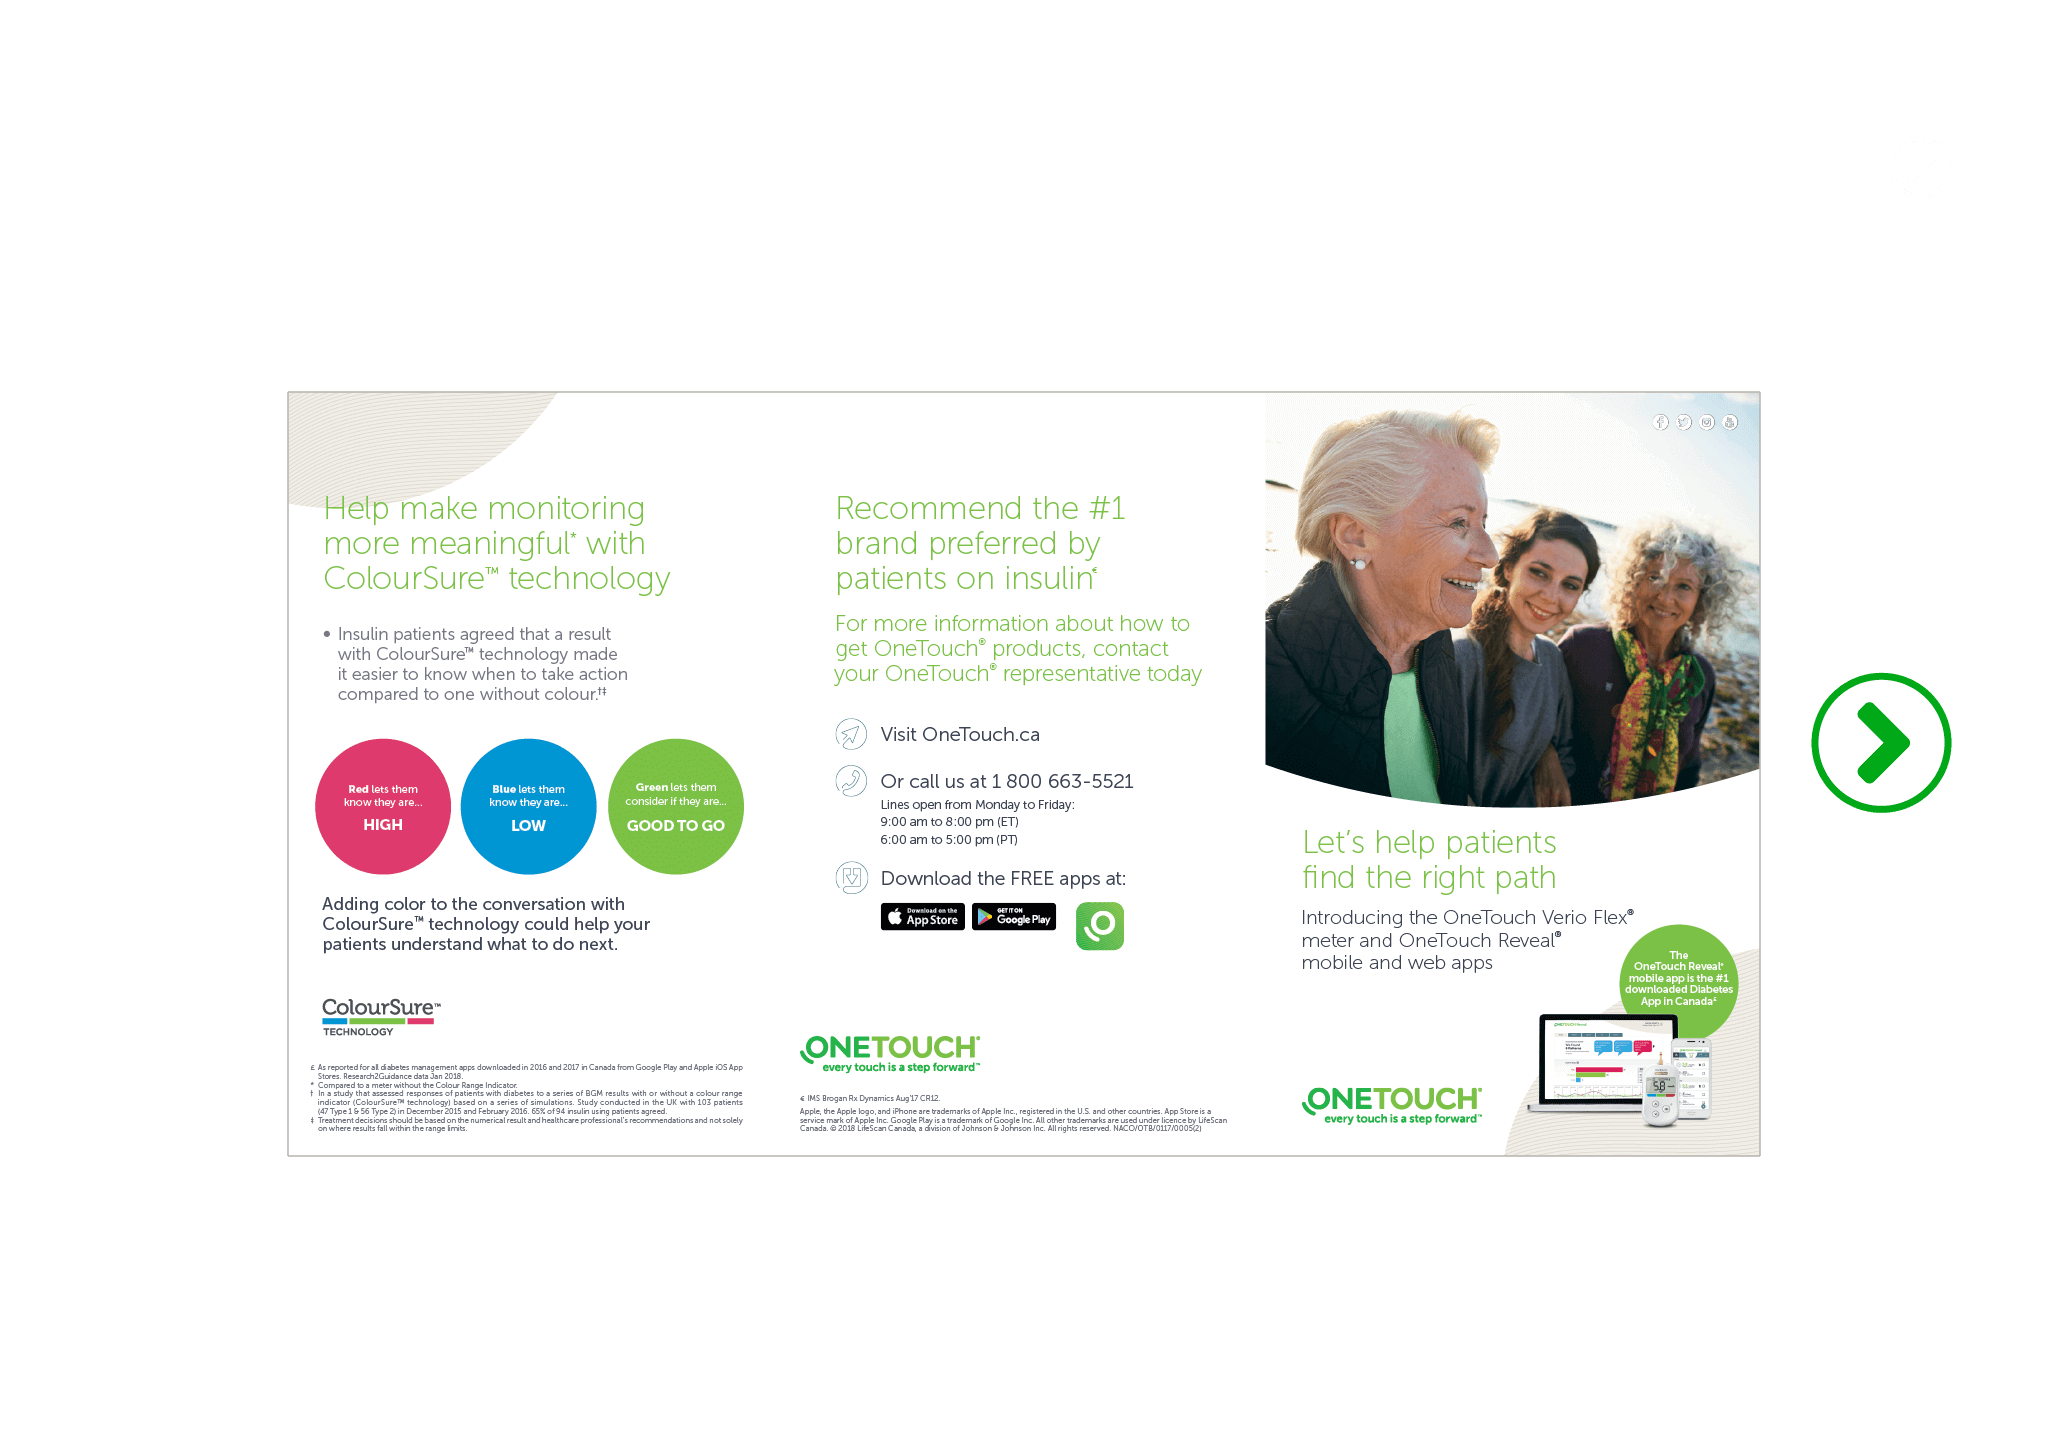 Help make monitoring
more meaningful* with
ColourSure™ technology
• Insulin patients agreed that a result
with ColourSure™ technology made
it easier to know when to take action
compared to one without colour.†‡
Red lets them
know they are...
HIGH
Blue lets them
know they are...
LOW
Green lets them
consider if they are...
GOOD TO GO
Adding color to the conversation with
ColourSure™ technology could help your
patients understand what to do next.
ColourSure™
TECHNOLOGY
£ As reported for all diabetes management apps downloaded in 2016 and 2017 in Canada from Google Play and Apple iOS App
Stores. Research2Guidance data Jan 2018.
* Compared to a meter without the Colour Range Indicator.
† In a study that assessed responses of patients with diabetes to a series of BGM results with or without a colour range
indicator (ColourSure™ technology) based on a series of simulations. Study conducted in the UK with 103 patients
(47 Type 1 & 56 Type 2) in December 2015 and February 2016. 65% of 94 insulin using patients agreed.
‡ Treatment decisions should be based on the numerical result and healthcare professional's recommendations and not solely
on where results fall within the range limits.
Recommend the #1
brand preferred by
patients on insulin€
For more information about how to
get OneTouch® products, contact
your OneTouch® representative today
Visit OneTouch.ca
Or call us at 1 800 663-5521
Lines open from Monday to Friday:
9:00 am to 8:00 pm (ET)
6:00 am to 5:00 pm (PT)
Download the FREE apps at:
Download on the
App Store
GET IT ON
Google Play
ONETOUCH®
every touch is a step forward™
€ IMS Brogan Rx Dynamics Aug'17 CR12.
Apple, the Apple logo, and iPhone are trademarks of Apple Inc., registered in the U.S. and other countries. App Store is a
service mark of Apple Inc. Google Play is a trademark of Google Inc. All other trademarks are used under licence by LifeScan
Canada. © 2018 LifeScan Canada, a division of Johnson & Johnson Inc. All rights reserved. NACO/OTB/0117/0005(2)
Let's help patients
find the right path
Introducing the OneTouch Verio Flex®
meter and OneTouch Reveal®
mobile and web apps
The
OneTouch Reveal®
mobile app is the #1
downloaded Diabetes
App in Canada£
ONETOUCH®
every touch is a step forward™
5.8